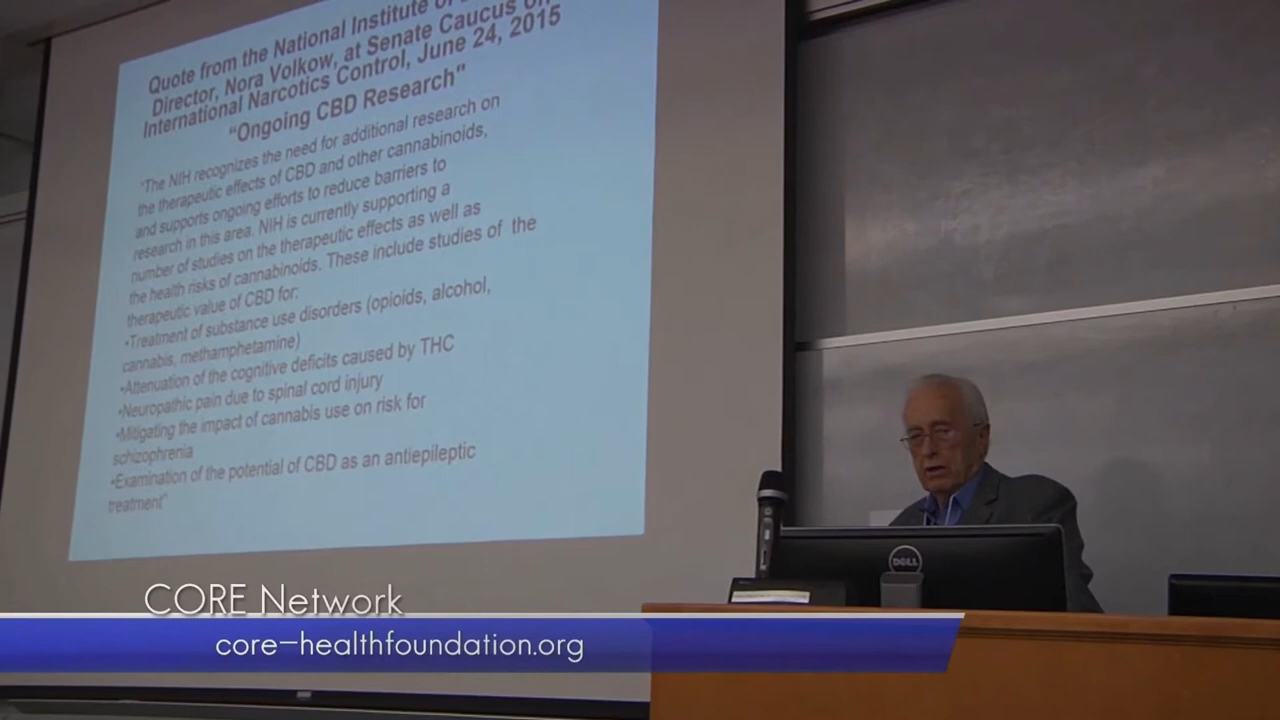 Quote from the National Institute of
Director, Nora Volkow, at Senate Caucus on
International Narcotics Control, June 24, 2015
“Ongoing CBD Research"
"The NIH recognizes the need for additional research on
the therapeutic effects of CBD and other cannabinoids,
and supports ongoing efforts to reduce barriers to
research in this area. NIH is currently supporting a
number of studies on the therapeutic effects as well as
the health risks of cannabinoids. These include studies of the
therapeutic value of CBD for:
•Treatment of substance use disorders (opioids, alcohol,
cannabis, methamphetamine)
•Attenuation of the cognitive deficits caused by THC
•Neuropathic pain due to spinal cord injury
•Mitigating the impact of cannabis use on risk for
schizophrenia
•Examination of the potential of CBD as an antiepileptic
treatment"
DELL
CORE Network
core-healthfoundation.org